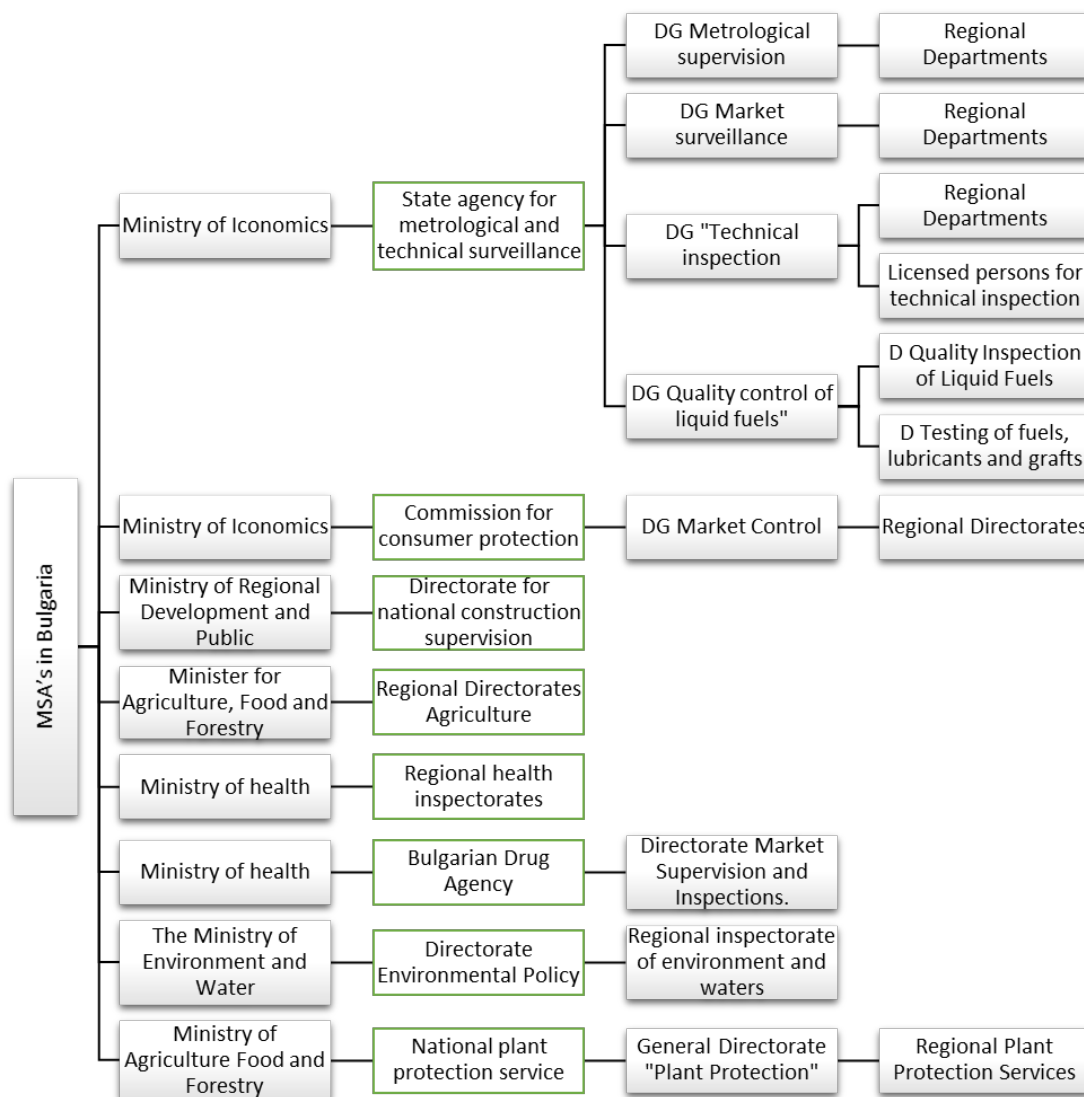 MSA's in Bulgaria
Ministry of Iconomics
State agency for
metrological and
technical surveillance
DG Metrological
supervision
Regional
Departments
DG Market
surveillance
Regional
Departments
DG "Technical
inspection
Regional
Departments
Licensed persons for
technical inspection
DG Quality control of
liquid fuels"
D Quality Inspection
of Liquid Fuels
D Testing of fuels,
lubricants and grafts
Ministry of Iconomics
Commission for
consumer protection
DG Market Control
Regional Directorates
Ministry of Regional
Development and
Public
Directorate for
national construction
supervision
Minister for
Agriculture, Food and
Forestry
Regional Directorates
Agriculture
Ministry of health
Regional health
inspectorates
Ministry of health
Bulgarian Drug
Agency
Directorate Market
Supervision and
Inspections.
The Ministry of
Environment and
Water
Directorate
Environmental Policy
Regional inspectorate
of environment and
waters
Ministry of
Agriculture Food and
Forestry
National plant
protection service
General Directorate
"Plant Protection"
Regional Plant
Protection Services